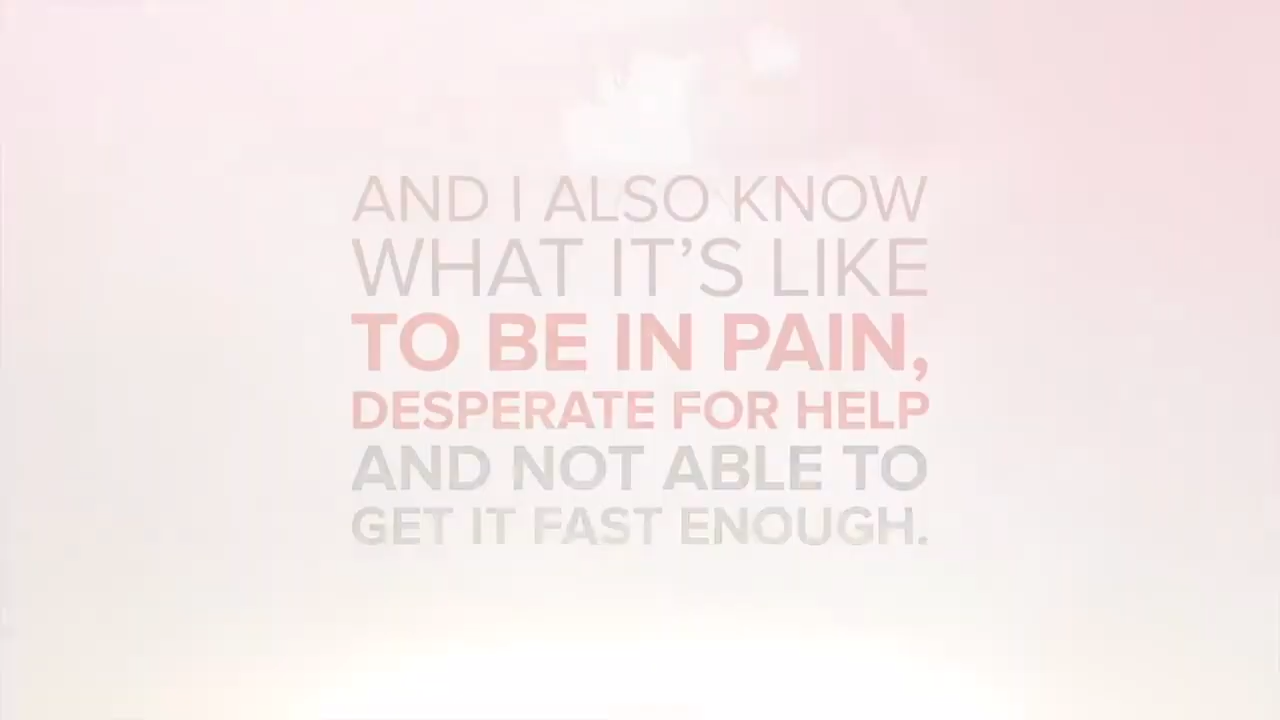 AND I ALSO KNOW
WHAT IT’S LIKE
TO BE IN PAIN,
DESPERATE FOR HELP
AND NOT ABLE TO
GET IT FAST ENOUGH.